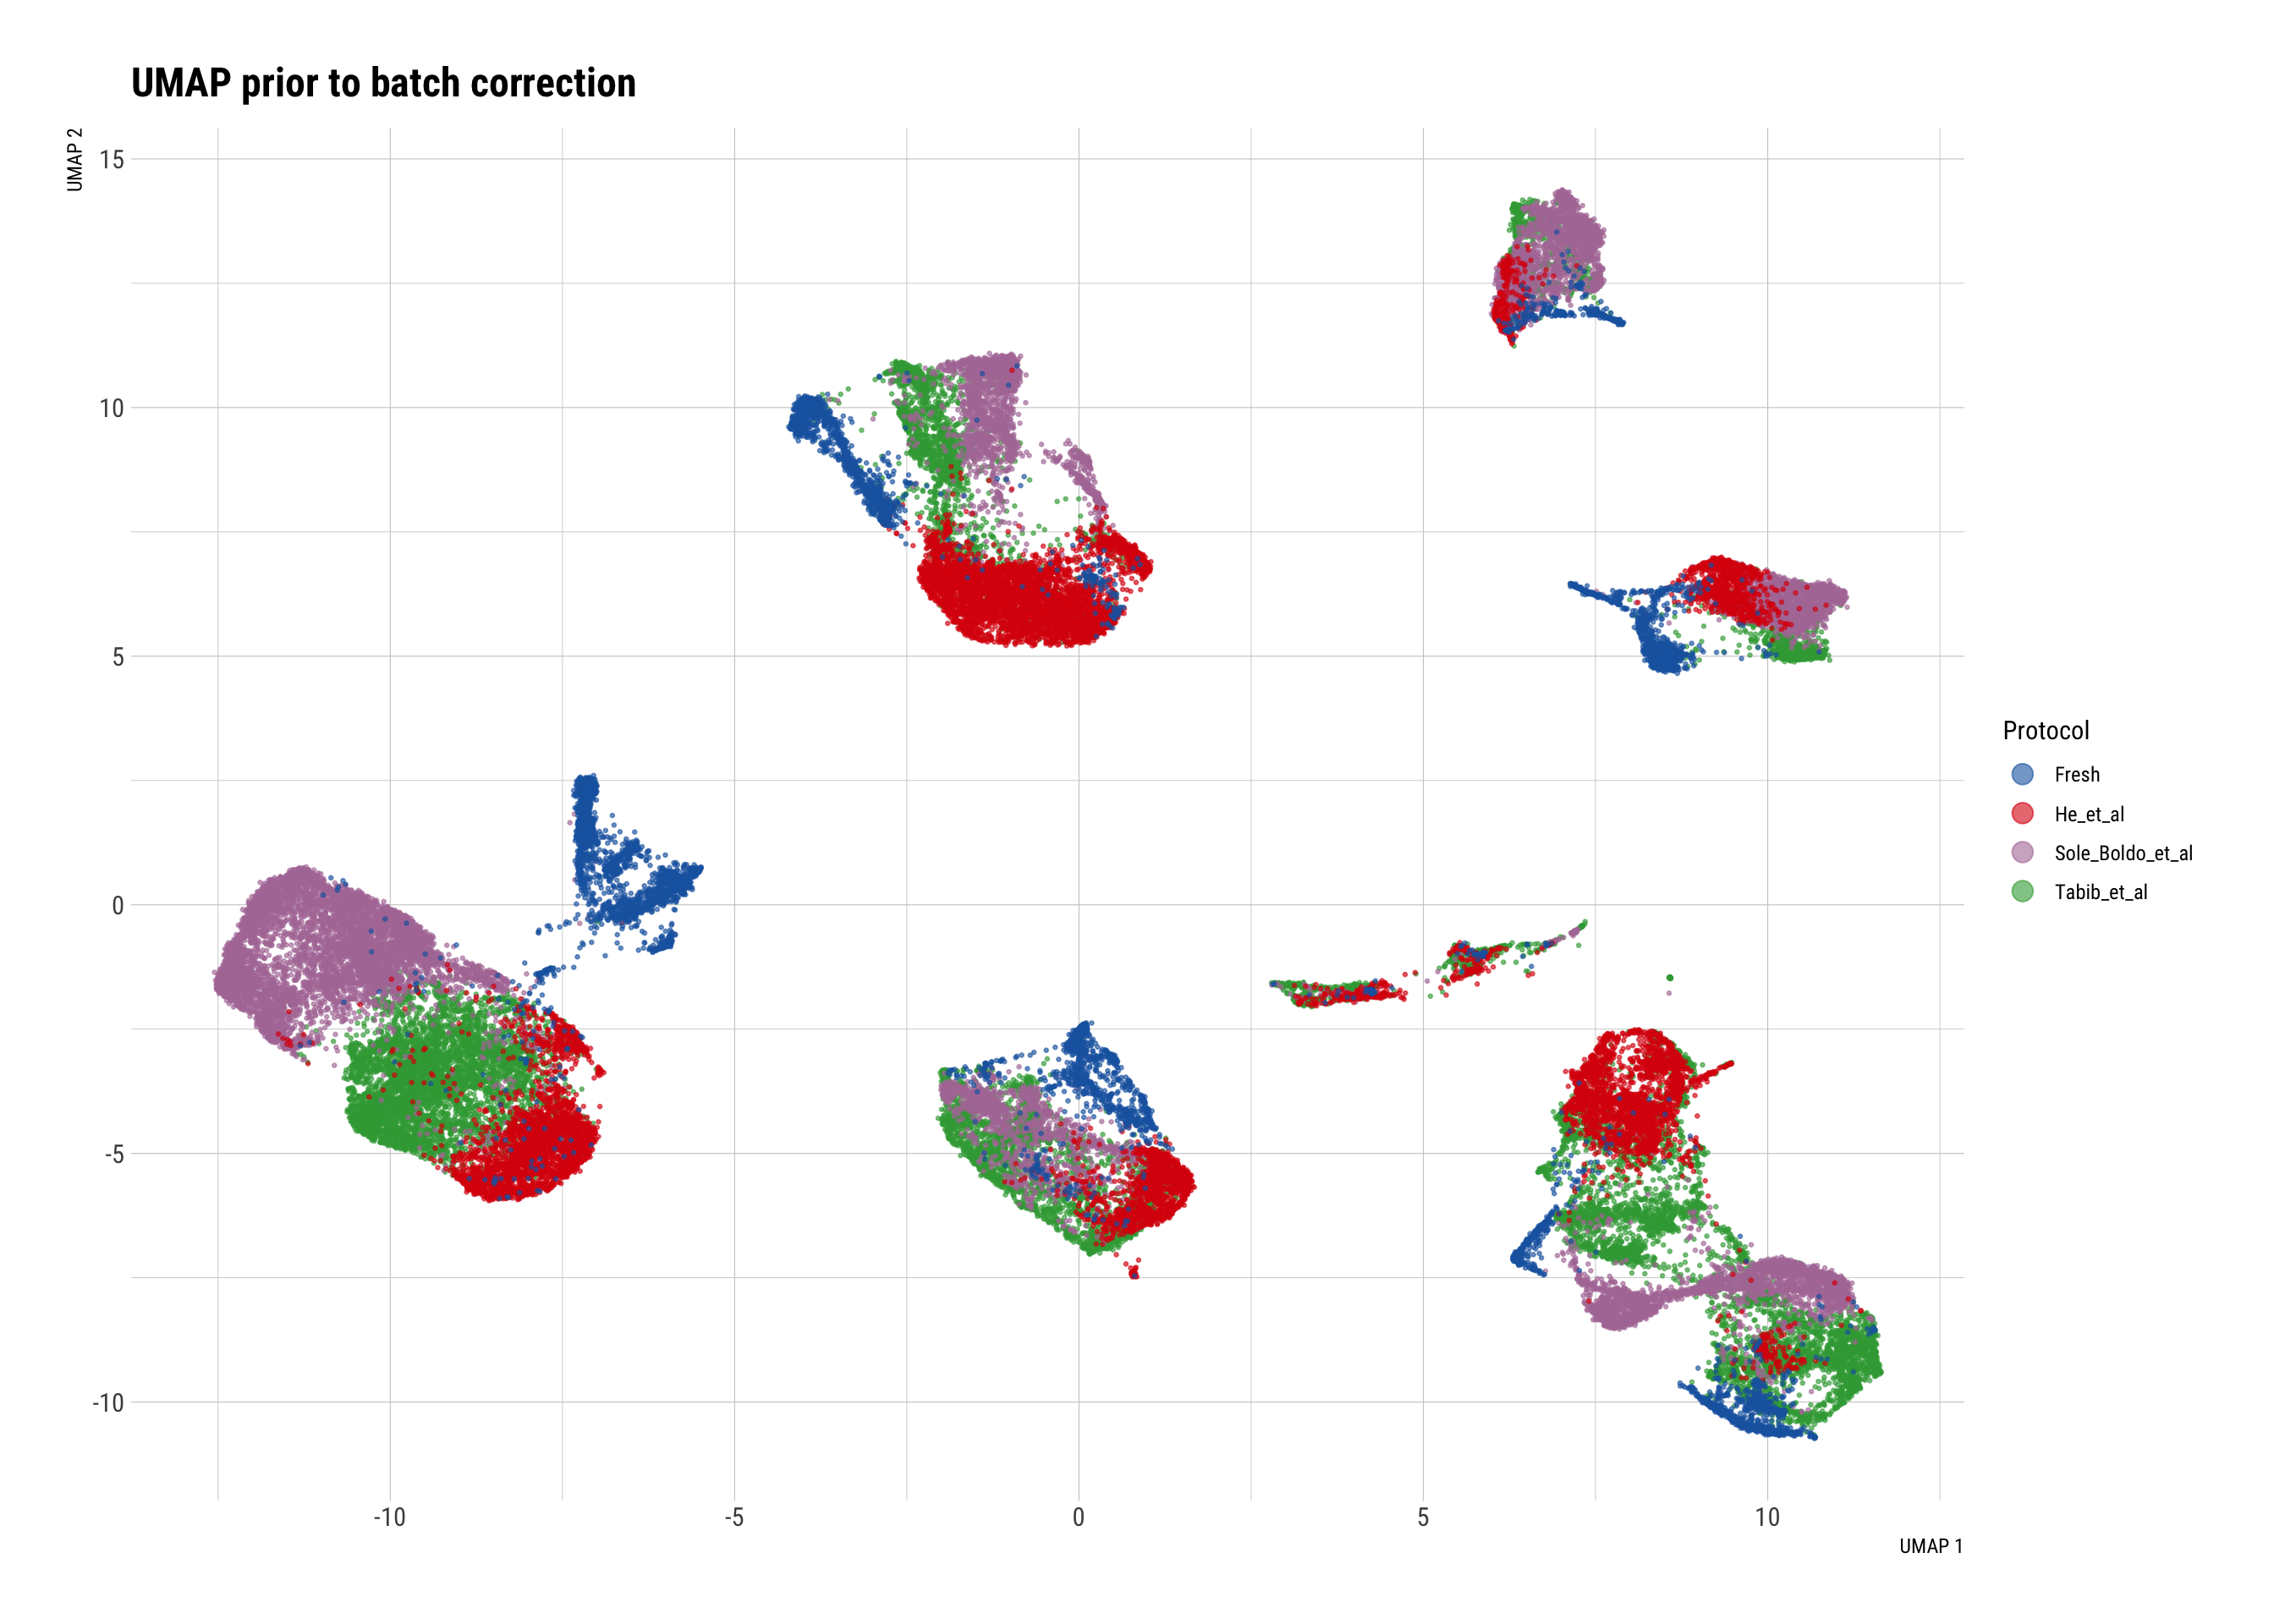 UMAP prior to batch correction
UMAP 2
15
10
5
0
-5
-10
-10
-5
0
5
10
UMAP 1
Protocol
Fresh
He_et_al
Sole_Boldo_et_al
Tabib_et_al